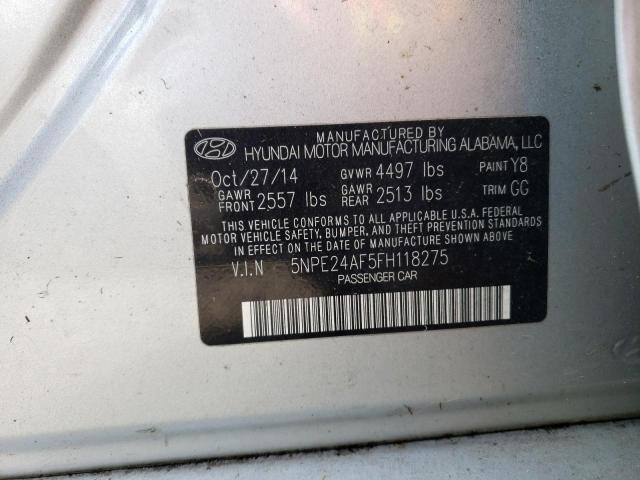 MANUFACTURED BY
HYUNDAI MOTOR MANUFACTURING ALABAMA, LLC
Oct/27/14 GVWR 4497 lbs PAINT Y8
GAWR FRONT 2557 lbs GAWR REAR 2513 lbs TRIM GG
THIS VEHICLE CONFORMS TO ALL APPLICABLE U.S.A. FEDERAL
MOTOR VEHICLE SAFETY, BUMPER, AND THEFT PREVENTION STANDARDS
IN EFFECT ON THE DATE OF MANUFACTURE SHOWN ABOVE.
V.I.N 5NPE24AF5FH118275
PASSENGER CAR